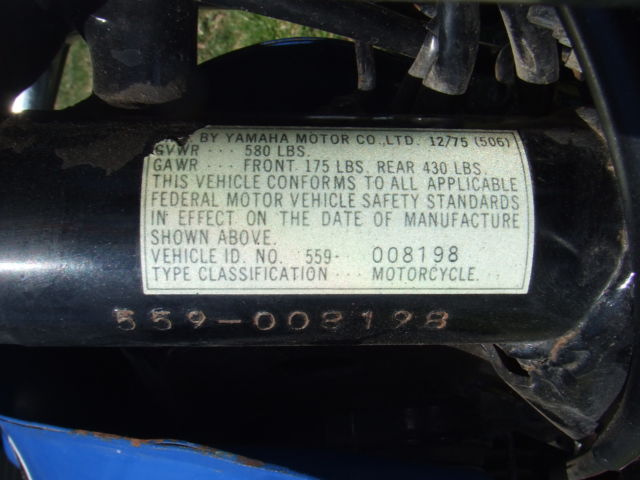 BY YAMAHA MOTOR CO.,LTD. 12/75 (506)
GVWR ··· 580 LBS.
GAWR ··· FRONT 175 LBS. REAR 430 LBS.
THIS VEHICLE CONFORMS TO ALL APPLICABLE
FEDERAL MOTOR VEHICLE SAFETY STANDARDS
IN EFFECT ON THE DATE OF MANUFACTURE
SHOWN ABOVE.
VEHICLE ID. NO. 559- 008198
TYPE CLASSIFICATION ··· MOTORCYCLE ··
559-008198